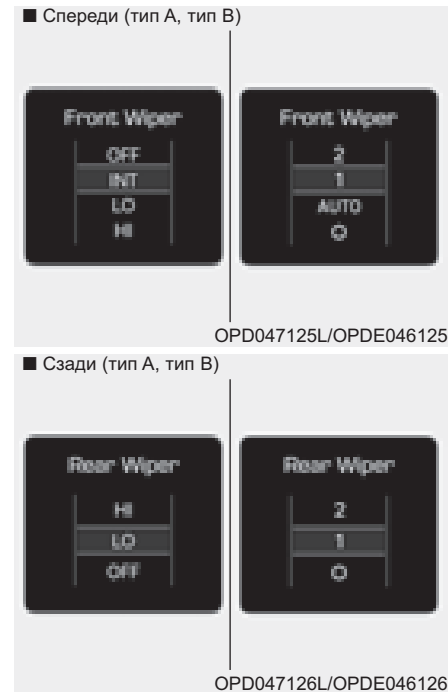 ■ Спереди (тип A, тип B)
Front Wiper
OFF
INT
LO
HI
Front Wiper
2
1
AUTO
O
OPD047125L/OPDE046125
■ Сзади (тип A, тип B)
Rear Wiper
HI
LO
OFF
Rear Wiper
2
1
O
OPD047126L/OPDE046126